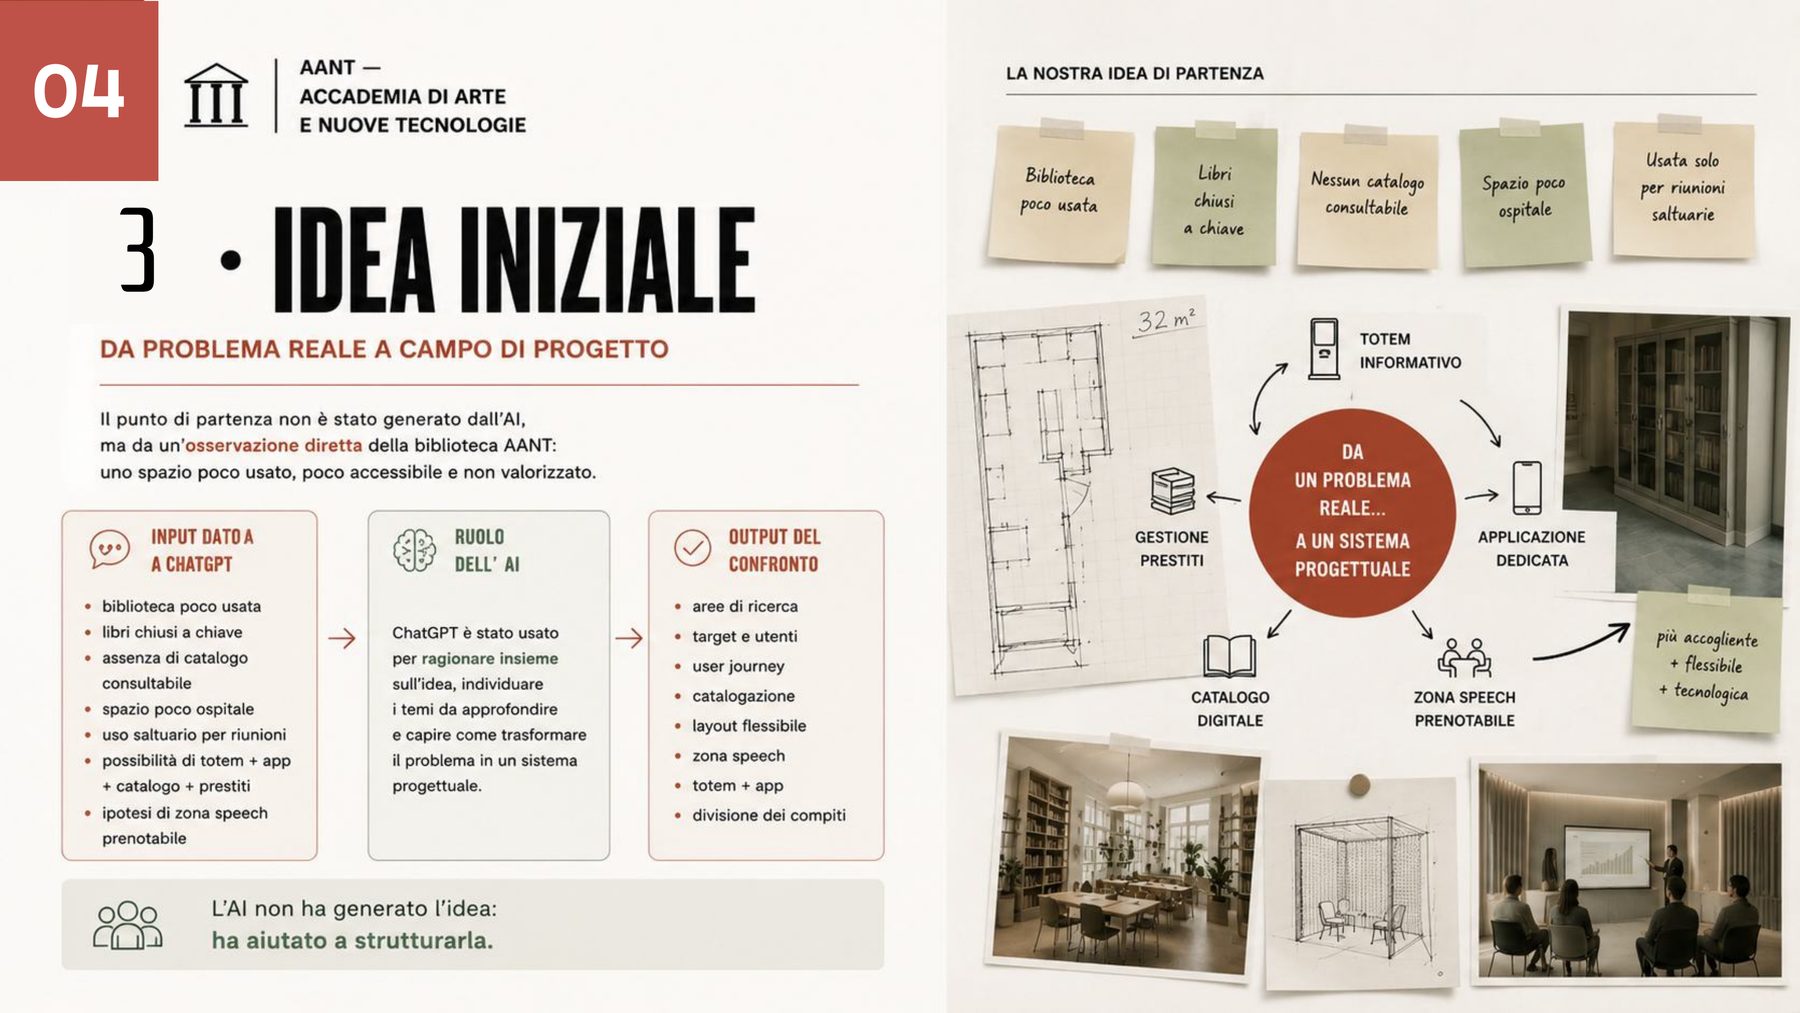 04
AANT —
ACCADEMIA DI ARTE
E NUOVE TECNOLOGIE
3 • IDEA INIZIALE
DA PROBLEMA REALE A CAMPO DI PROGETTO
Il punto di partenza non è stato generato dall'AI,
ma da un'osservazione diretta della biblioteca AANT:
uno spazio poco usato, poco accessibile e non valorizzato.
INPUT DATO A
A CHATGPT
• biblioteca poco usata
• libri chiusi a chiave
• assenza di catalogo
consultabile
• spazio poco ospitale
• uso saltuario per riunioni
• possibilità di totem + app
+ catalogo + prestiti
• ipotesi di zona speech
prenotabile
RUOLO
DELL' AI
ChatGPT è stato usato
per ragionare insieme
sull'idea, individuare
i temi da approfondire
e capire come trasformare
il problema in un sistema
progettuale.
OUTPUT DEL
CONFRONTO
• aree di ricerca
• target e utenti
• user journey
• catalogazione
• layout flessibile
• zona speech
• totem + app
• divisione dei compiti
L'AI non ha generato l'idea:
ha aiutato a strutturarla.
LA NOSTRA IDEA DI PARTENZA
Biblioteca
poco usata
Libri
chiusi
a chiave
Nessun catalogo
consultabile
Spazio poco
ospitale
Usata solo
per riunioni
saltuarie
32 m²
TOTEM
INFORMATIVO
DA
UN PROBLEMA
REALE...
A UN SISTEMA
PROGETTUALE
GESTIONE
PRESTITI
APPLICAZIONE
DEDICATA
CATALOGO
DIGITALE
ZONA SPEECH
PRENOTABILE
più accogliente
+ flessibile
+ tecnologica